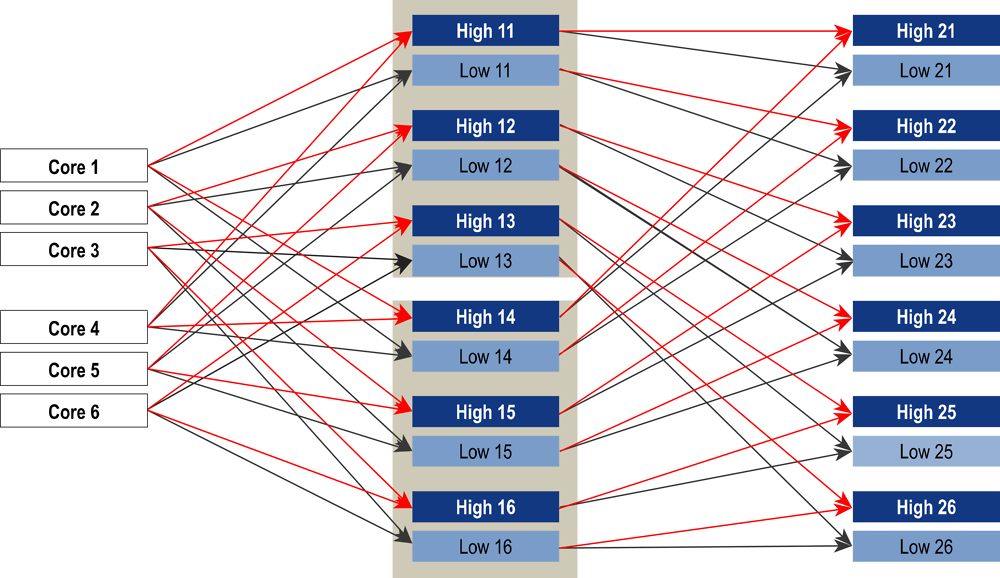 Core 1
Core 2
Core 3
Core 4
Core 5
Core 6
High 11
Low 11
High 12
Low 12
High 13
Low 13
High 14
Low 14
High 15
Low 15
High 16
Low 16
High 21
Low 21
High 22
Low 22
High 23
Low 23
High 24
Low 24
High 25
Low 25
High 26
Low 26